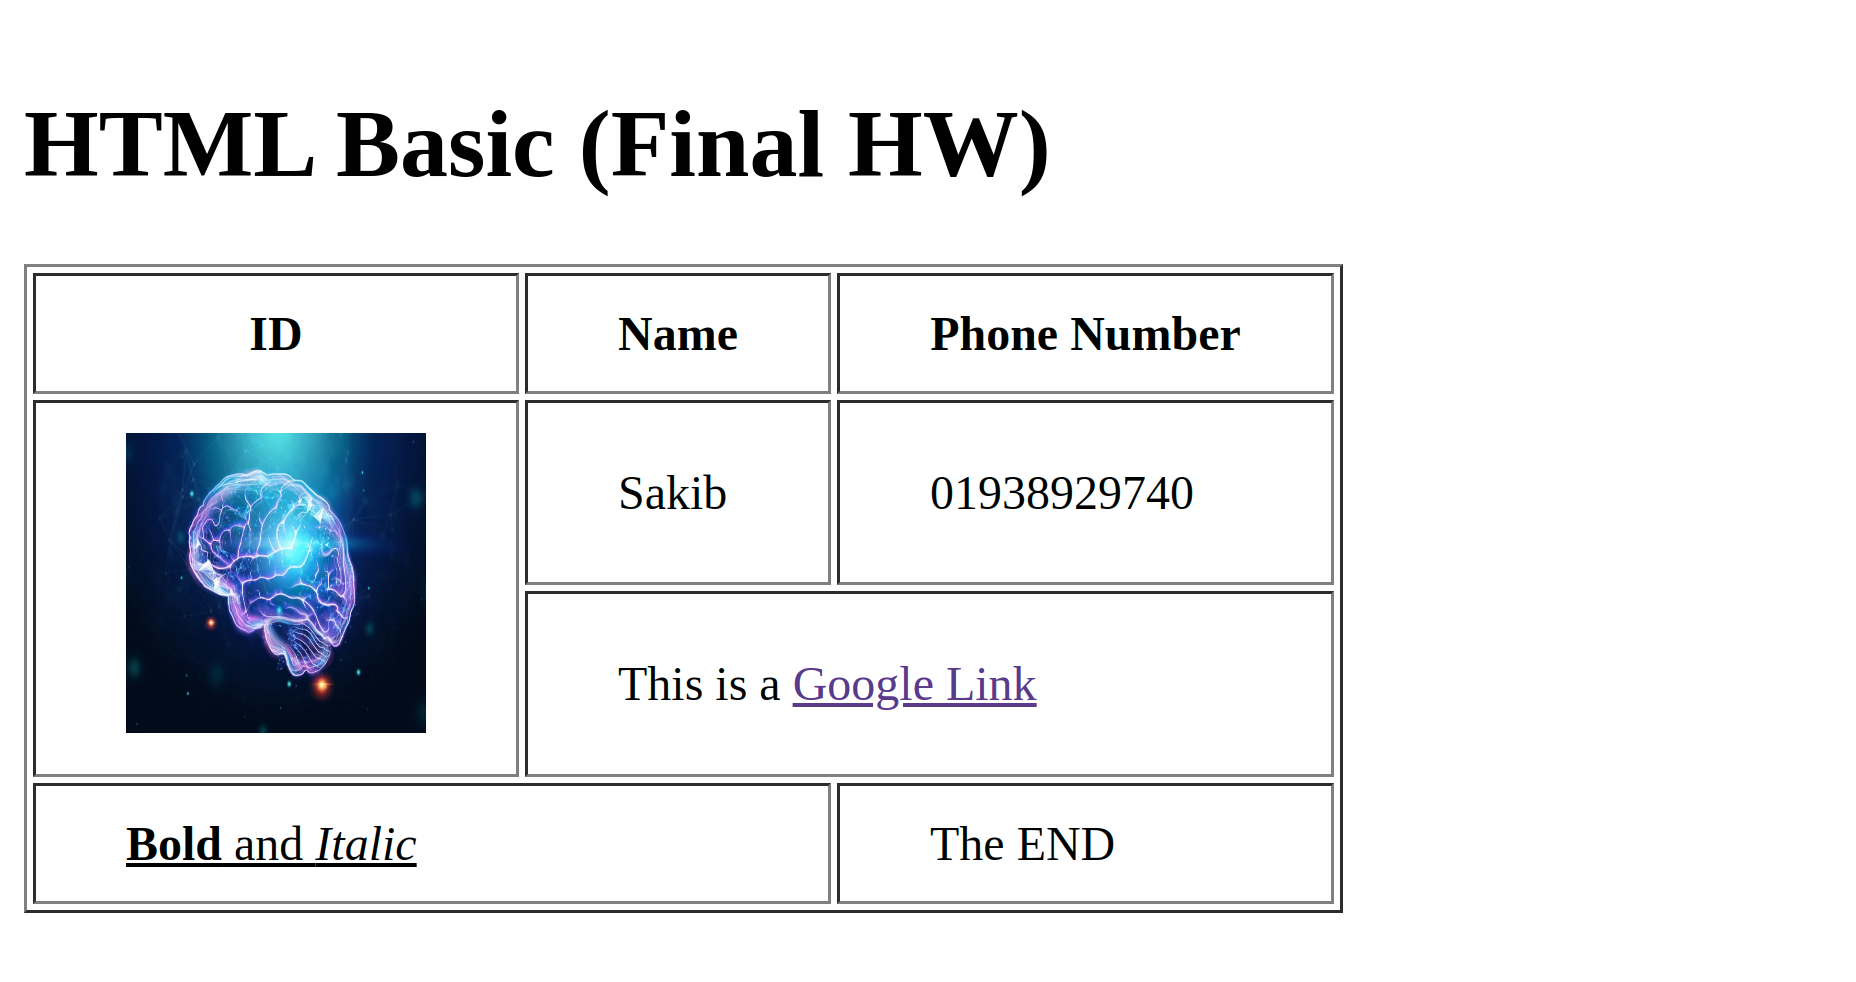 HTML Basic (Final HW)
ID Name Phone Number
Sakib 01938929740
This is a Google Link
Bold and Italic The END